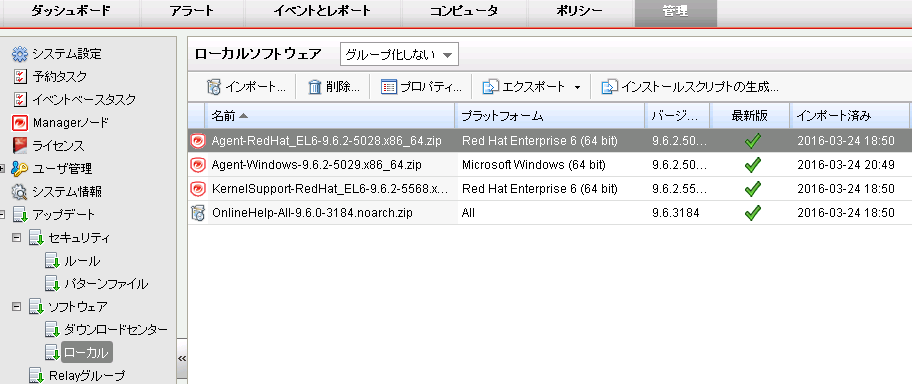 ダッシュボード アラート イベントとレポート コンピュータ ポリシー 管理
システム設定
予約タスク
イベントベースタスク
Managerノード
ライセンス
ユーザ管理
システム情報
アップデート
セキュリティ
ルール
パターンファイル
ソフトウェア
ダウンロードセンター
ローカル
Relayグループ
ローカルソフトウェア グループ化しない
インポート... 削除... プロパティ... エクスポート インストールスクリプトの生成...
名前 プラットフォーム バージ... 最新版 インポート済み
Agent-RedHat_EL6-9.6.2-5028.x86_64.zip Red Hat Enterprise 6 (64 bit) 9.6.2.50... 2016-03-24 18:50
Agent-Windows-9.6.2-5029.x86_64.zip Microsoft Windows (64 bit) 9.6.2.50... 2016-03-24 20:49
KernelSupport-RedHat_EL6-9.6.2-5568.x... Red Hat Enterprise 6 (64 bit) 9.6.2.55... 2016-03-24 18:50
OnlineHelp-All-9.6.0-3184.noarch.zip All 9.6.3184 2016-03-24 18:50